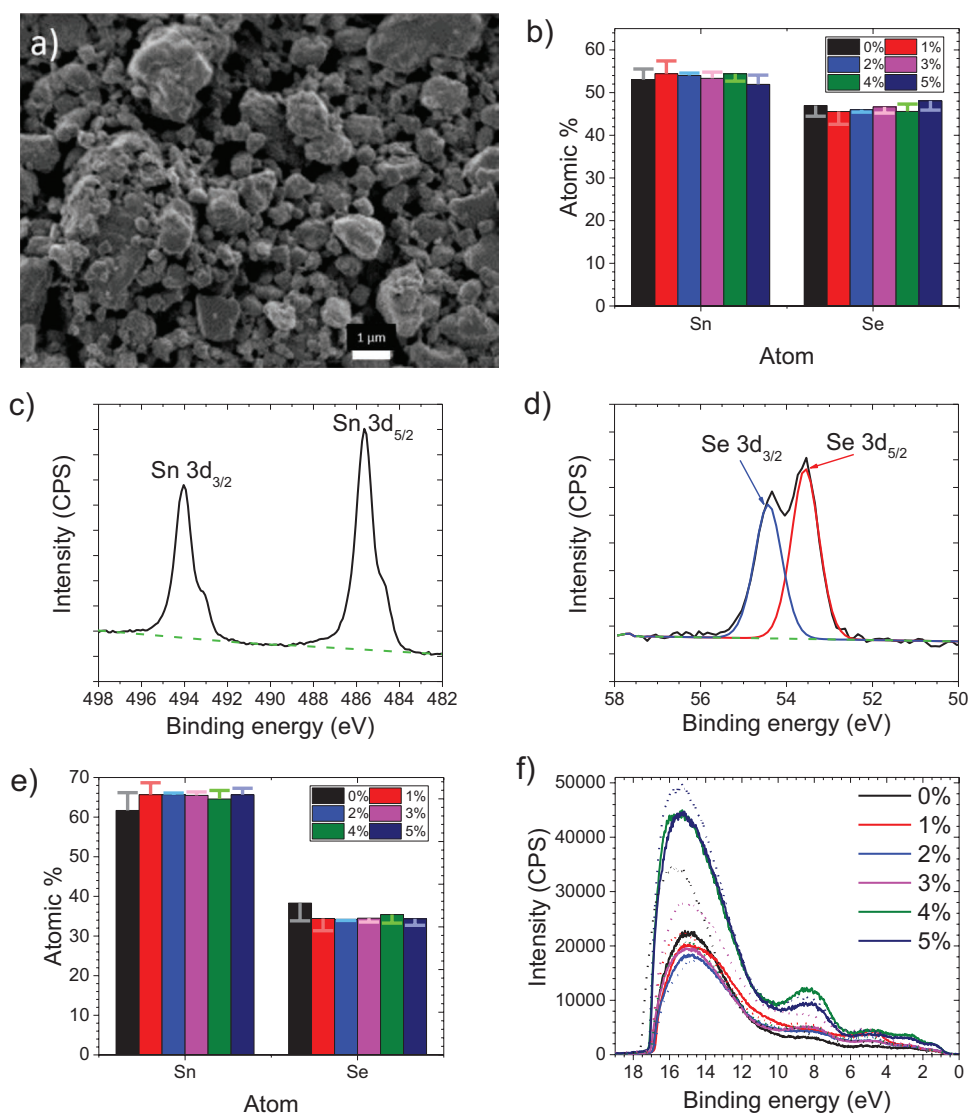 a)
1 µm
b)
Atomic %
60
50
40
30
20
10
0
0% 1%
2% 3%
4% 5%
Sn Se
Atom
c)
Intensity (CPS)
Sn 3d3/2
Sn 3d5/2
498 496 494 492 490 488 486 484 482
Binding energy (eV)
d)
Intensity (CPS)
Se 3d3/2
Se 3d5/2
58 56 54 52 50
Binding energy (eV)
e)
Atomic %
70
60
50
40
30
20
10
0
0% 1%
2% 3%
4% 5%
Sn Se
Atom
f)
Intensity (CPS)
50000
40000
30000
20000
10000
0
0%
1%
2%
3%
4%
5%
18 16 14 12 10 8 6 4 2 0
Binding energy (eV)